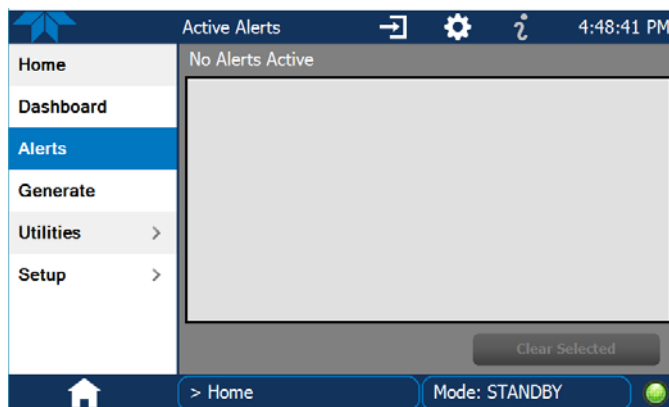 Active Alerts 4:48:41 PM
Home
No Alerts Active
Dashboard
Alerts
Generate
Utilities >
Setup >
Clear Selected
> Home
Mode: STANDBY